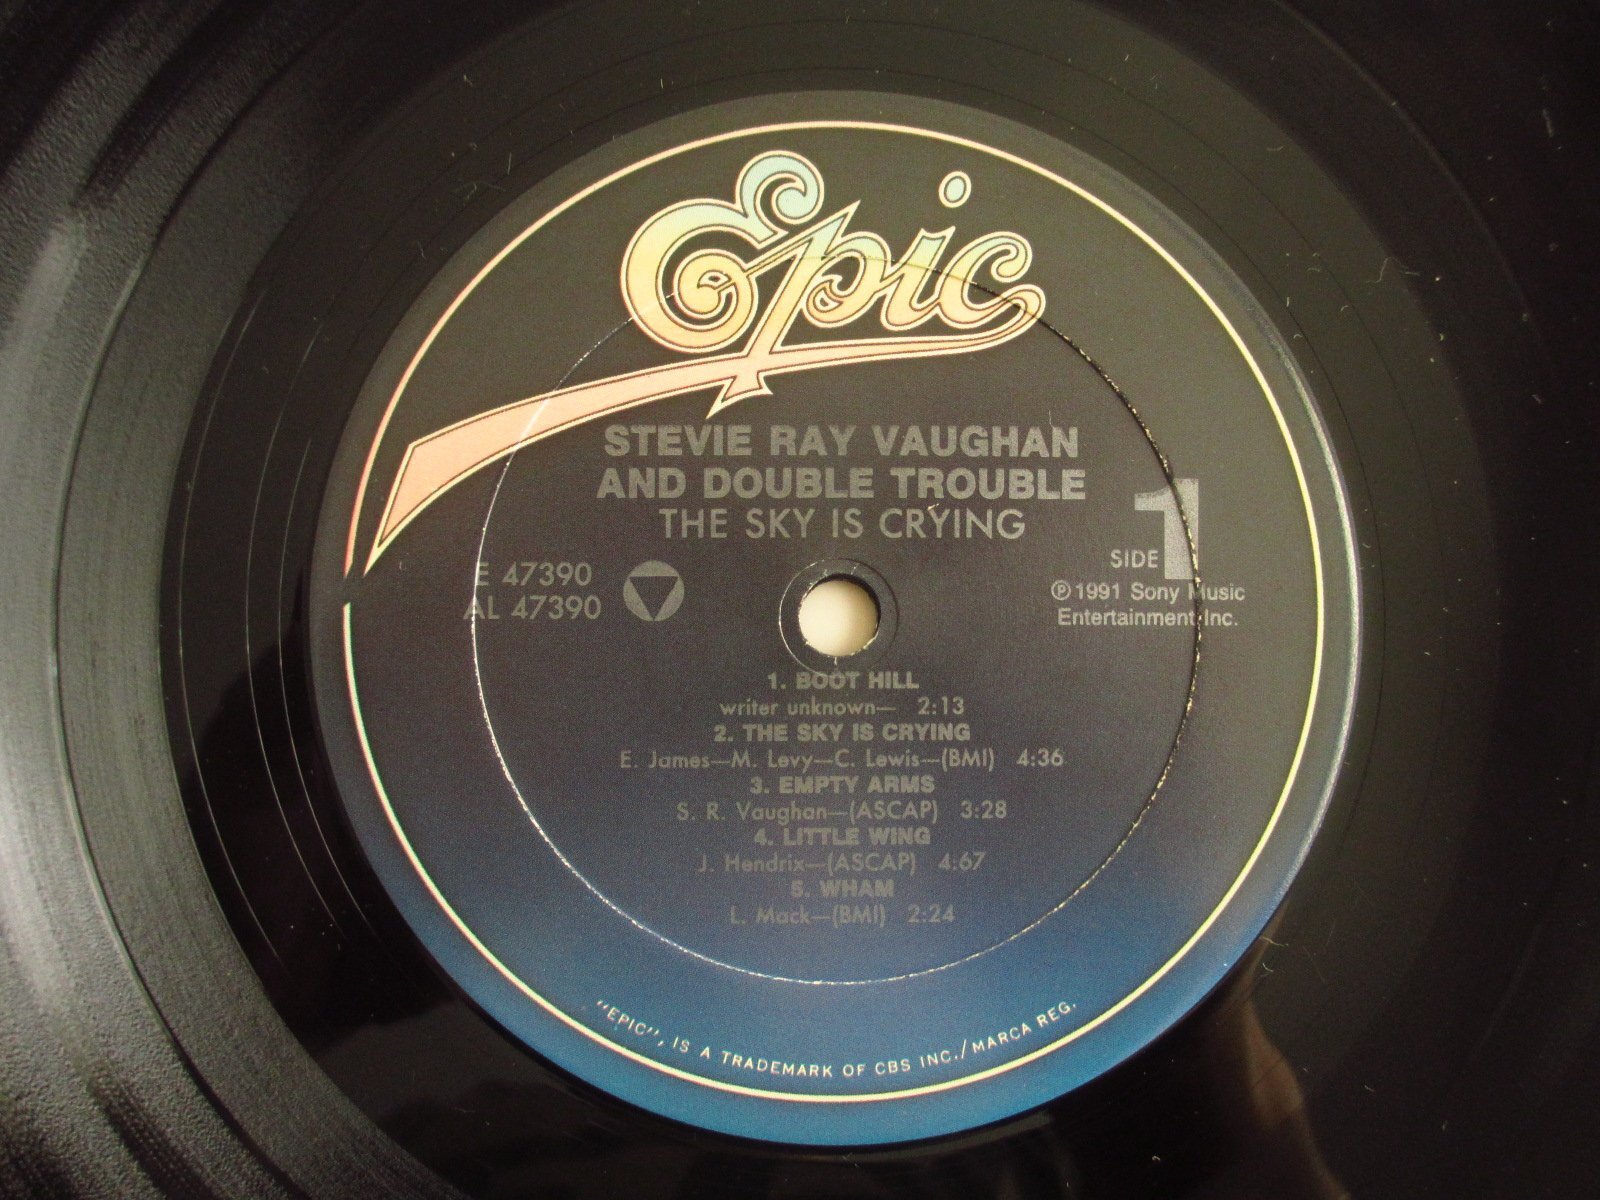 Epic
STEVIE RAY VAUGHAN
AND DOUBLE TROUBLE
THE SKY IS CRYING
E 47390
AL 47390
SIDE 1
℗ 1991 Sony Music
Entertainment Inc.
1. BOOT HILL
writer unknown— 2:13
2. THE SKY IS CRYING
E. James—M. Levy—C. Lewis—(BMI) 4:36
3. EMPTY ARMS
S. R. Vaughan—(ASCAP) 3:28
4. LITTLE WING
J. Hendrix—(ASCAP) 4:67
5. WHAM
L. Mack—(BMI) 2:24
"EPIC", IS A TRADEMARK OF CBS INC./MARCA REG.